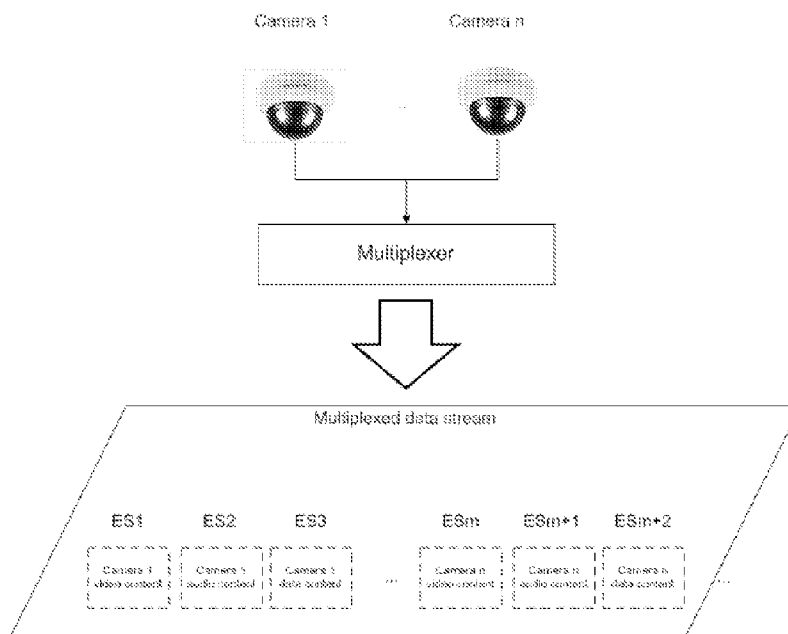 Camera 1
Camera n
...
Multiplexer
Multiplexed data stream
ES1
ES2
ES3
ESm
ESm+1
ESm+2
Camera 1
video content
Camera 1
audio content
Camera 1
data content
...
Camera n
video content
Camera n
audio content
Camera n
data content
...